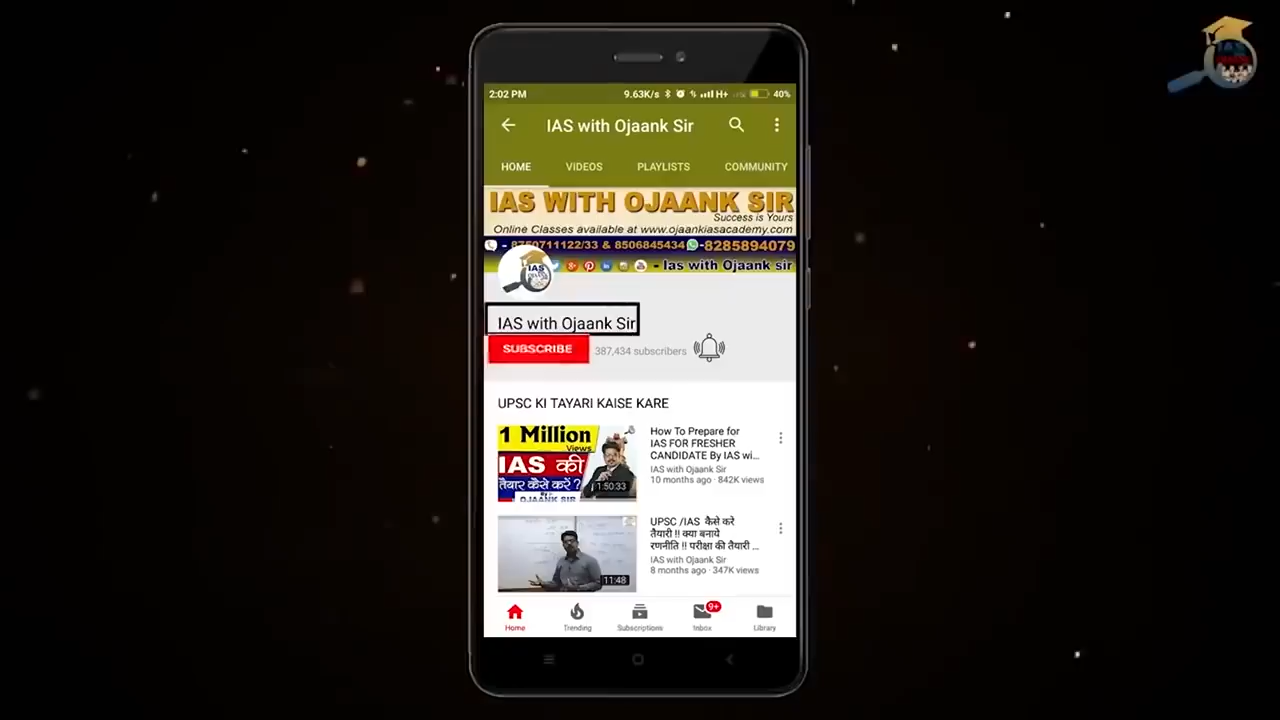 2:02 PM 9.63K/s H+ 40%
IAS with Ojaank Sir
HOME VIDEOS PLAYLISTS COMMUNITY
IAS WITH OJAANK SIR
Success is Yours
Online Classes available at www.ojaankiasacademy.com
- 8750711122/33 & 8506845434 -8285894079
IAS
- Ias with Ojaank sir
IAS with Ojaank Sir
SUBSCRIBE 387,434 subscribers
UPSC KI TAYARI KAISE KARE
1 Million
Views
IAS की
तैयार कैसे करें ?
By :-
OJAANK SIR
1:50:33
How To Prepare for
IAS FOR FRESHER
CANDIDATE By IAS wi...
IAS with Ojaank Sir
10 months ago · 842K views
11:48
UPSC /IAS कैसे करें
तैयारी !! क्या बनाये
रणनीति !! परीक्षा की तैयारी ...
IAS with Ojaank Sir
8 months ago · 347K views
9+
Home Trending Subscriptions Inbox Library
IAS